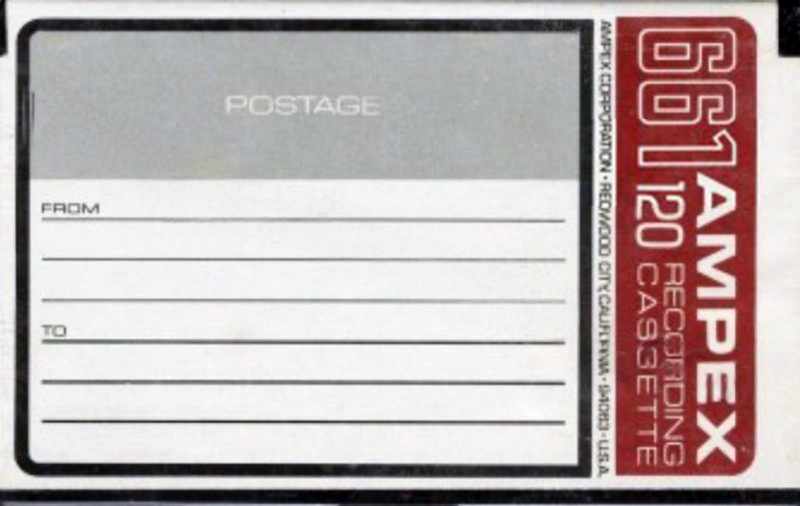 POSTAGE
FROM
TO
AMPEX CORPORATION • REDWOOD CITY, CALIFORNIA • 94063 • U.S.A.
661 120 RECORDING CASSETTE
AMPEX